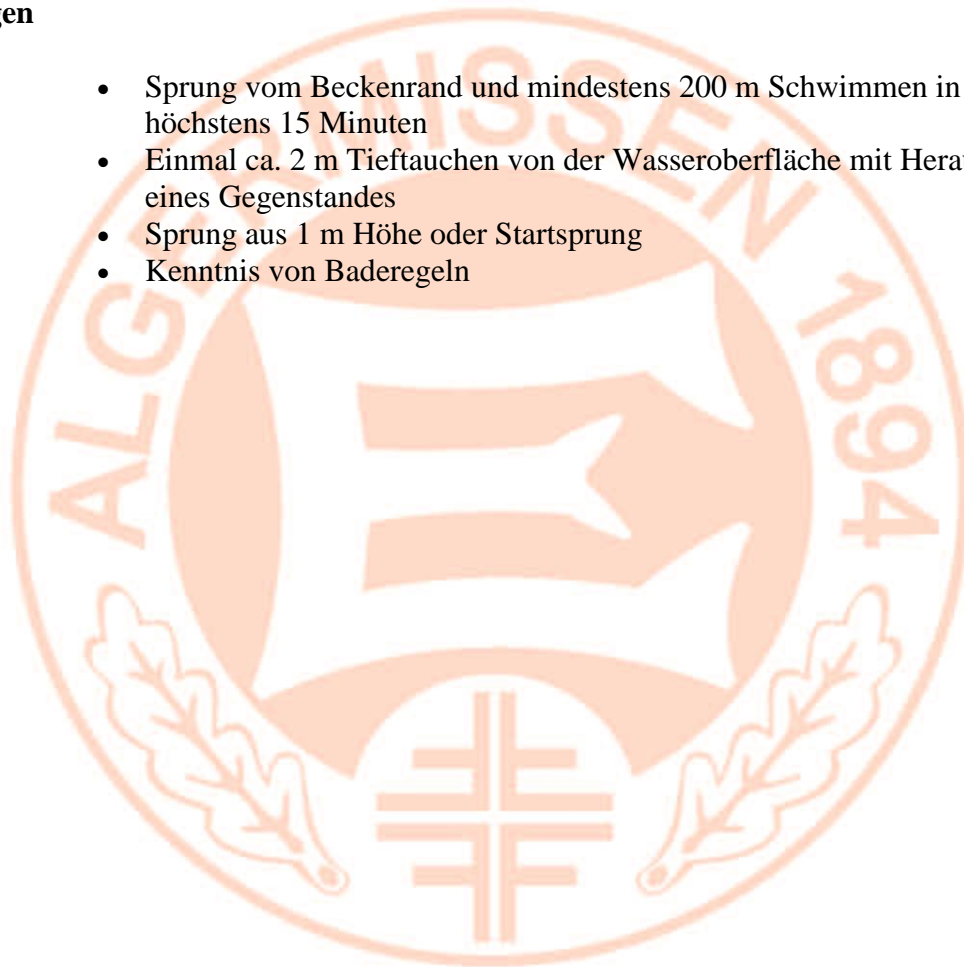 gen
• Sprung vom Beckenrand und mindestens 200 m Schwimmen in
höchstens 15 Minuten
• Einmal ca. 2 m Tieftauchen von der Wasseroberfläche mit
eines Gegenstandes
• Sprung aus 1 m Höhe oder Startsprung
• Kenntnis von Baderegeln
ALGERMISSEN 1894